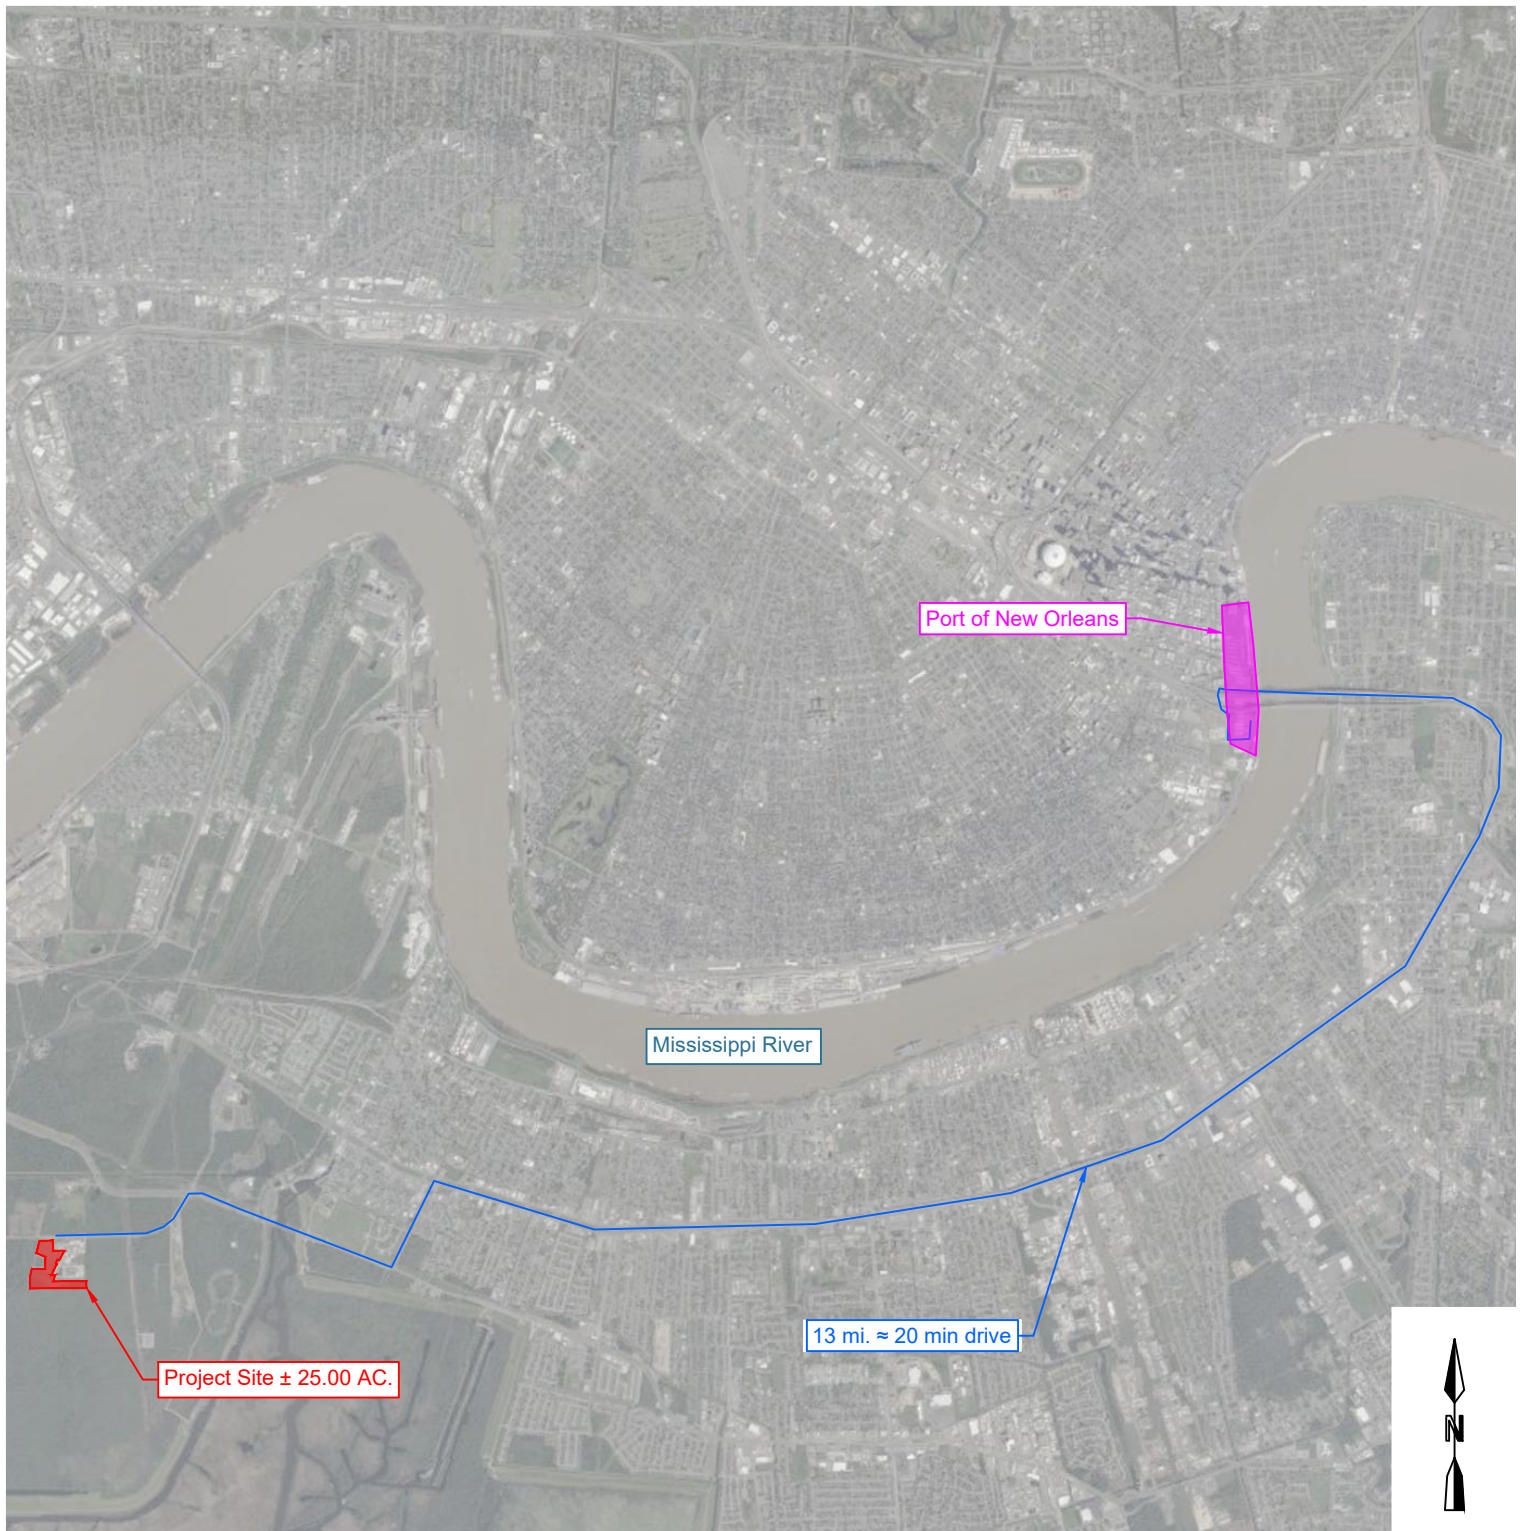 Port of New Orleans
Mississippi River
13 mi. ≈ 20 min drive
Project Site ± 25.00 AC.
N